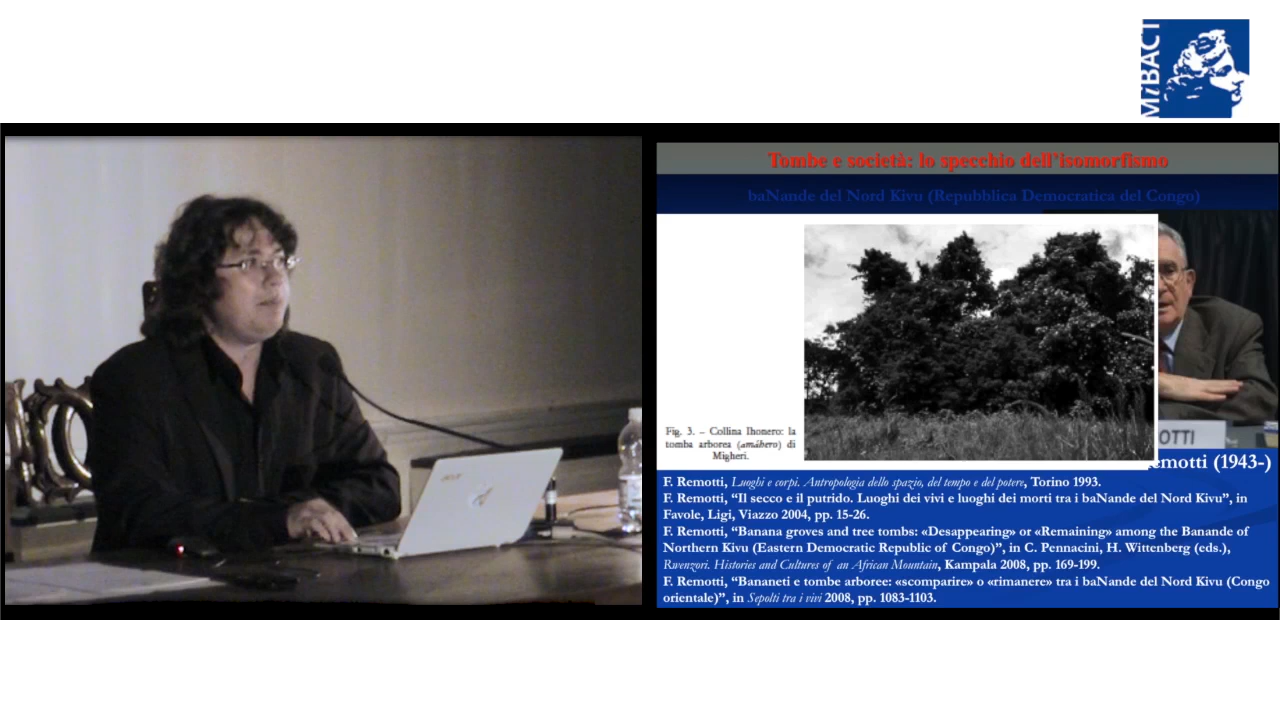 MiBACT
Tombe e società: lo specchio dell'isomorfismo
baNande del Nord Kivu (Repubblica Democratica del Congo)
Fig. 3. – Collina Ihonero: la
tomba arborea (amáhero) di
Migheri.
OTTI
emotti (1943-)
F. Remotti, Luoghi e corpi. Antropologia dello spazio, del tempo e del potere, Torino 1993.
F. Remotti, “Il secco e il putrido. Luoghi dei vivi e luoghi dei morti tra i baNande del Nord Kivu”, in
Favole, Ligi, Viazzo 2004, pp. 15-26.
F. Remotti, “Banana groves and tree tombs: «Desappearing» or «Remaining» among the Banande of
Northern Kivu (Eastern Democratic Republic of Congo)”, in C. Pennacini, H. Wittenberg (eds.),
Rwenzori. Histories and Cultures of an African Mountain, Kampala 2008, pp. 169-199.
F. Remotti, “Bananeti e tombe arboree: «scomparire» o «rimanere» tra i baNande del Nord Kivu (Congo
orientale)”, in Sepolti tra i vivi 2008, pp. 1083-1103.
acer